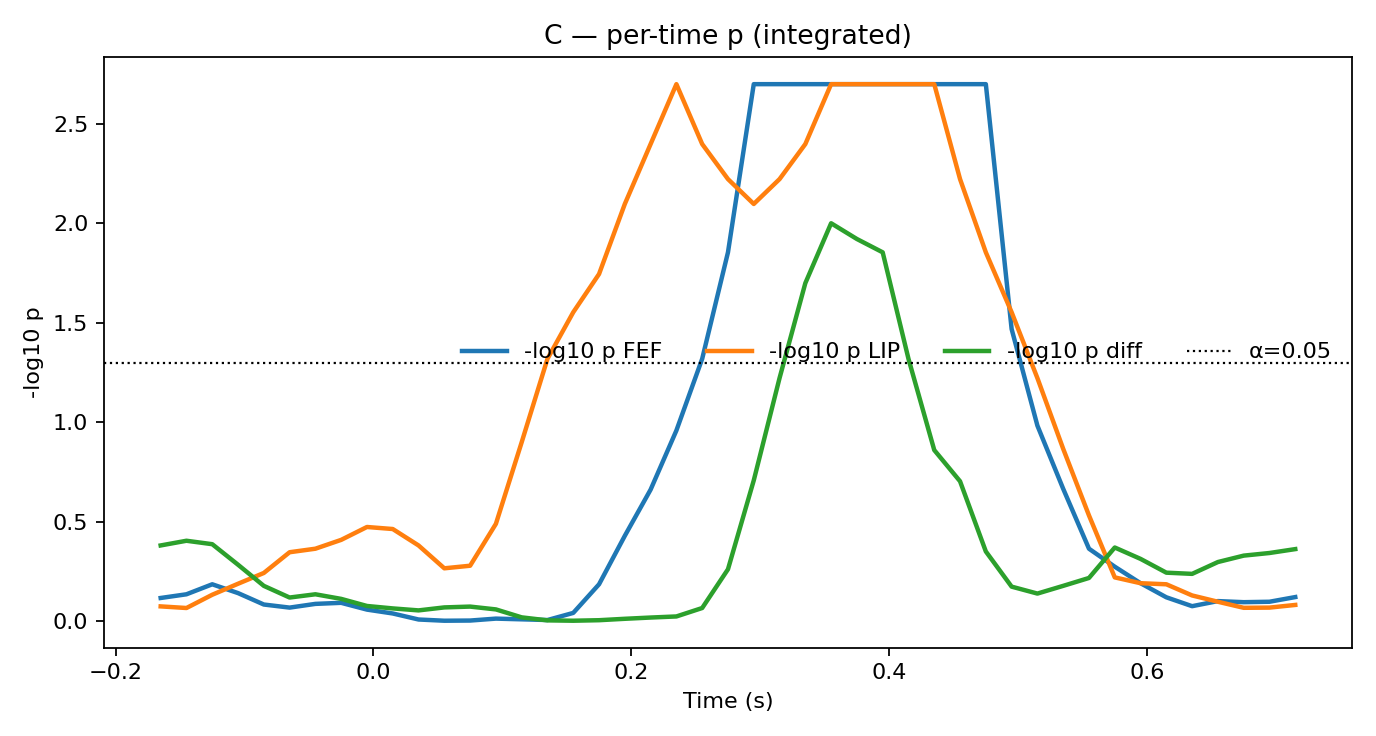 C — per-time p (integrated)
-log10 p
2.5
2.0
1.5
1.0
0.5
0.0
-log10 p FEF -log10 p LIP -log10 p diff α=0.05
−0.2 0.0 0.2 0.4 0.6
Time (s)